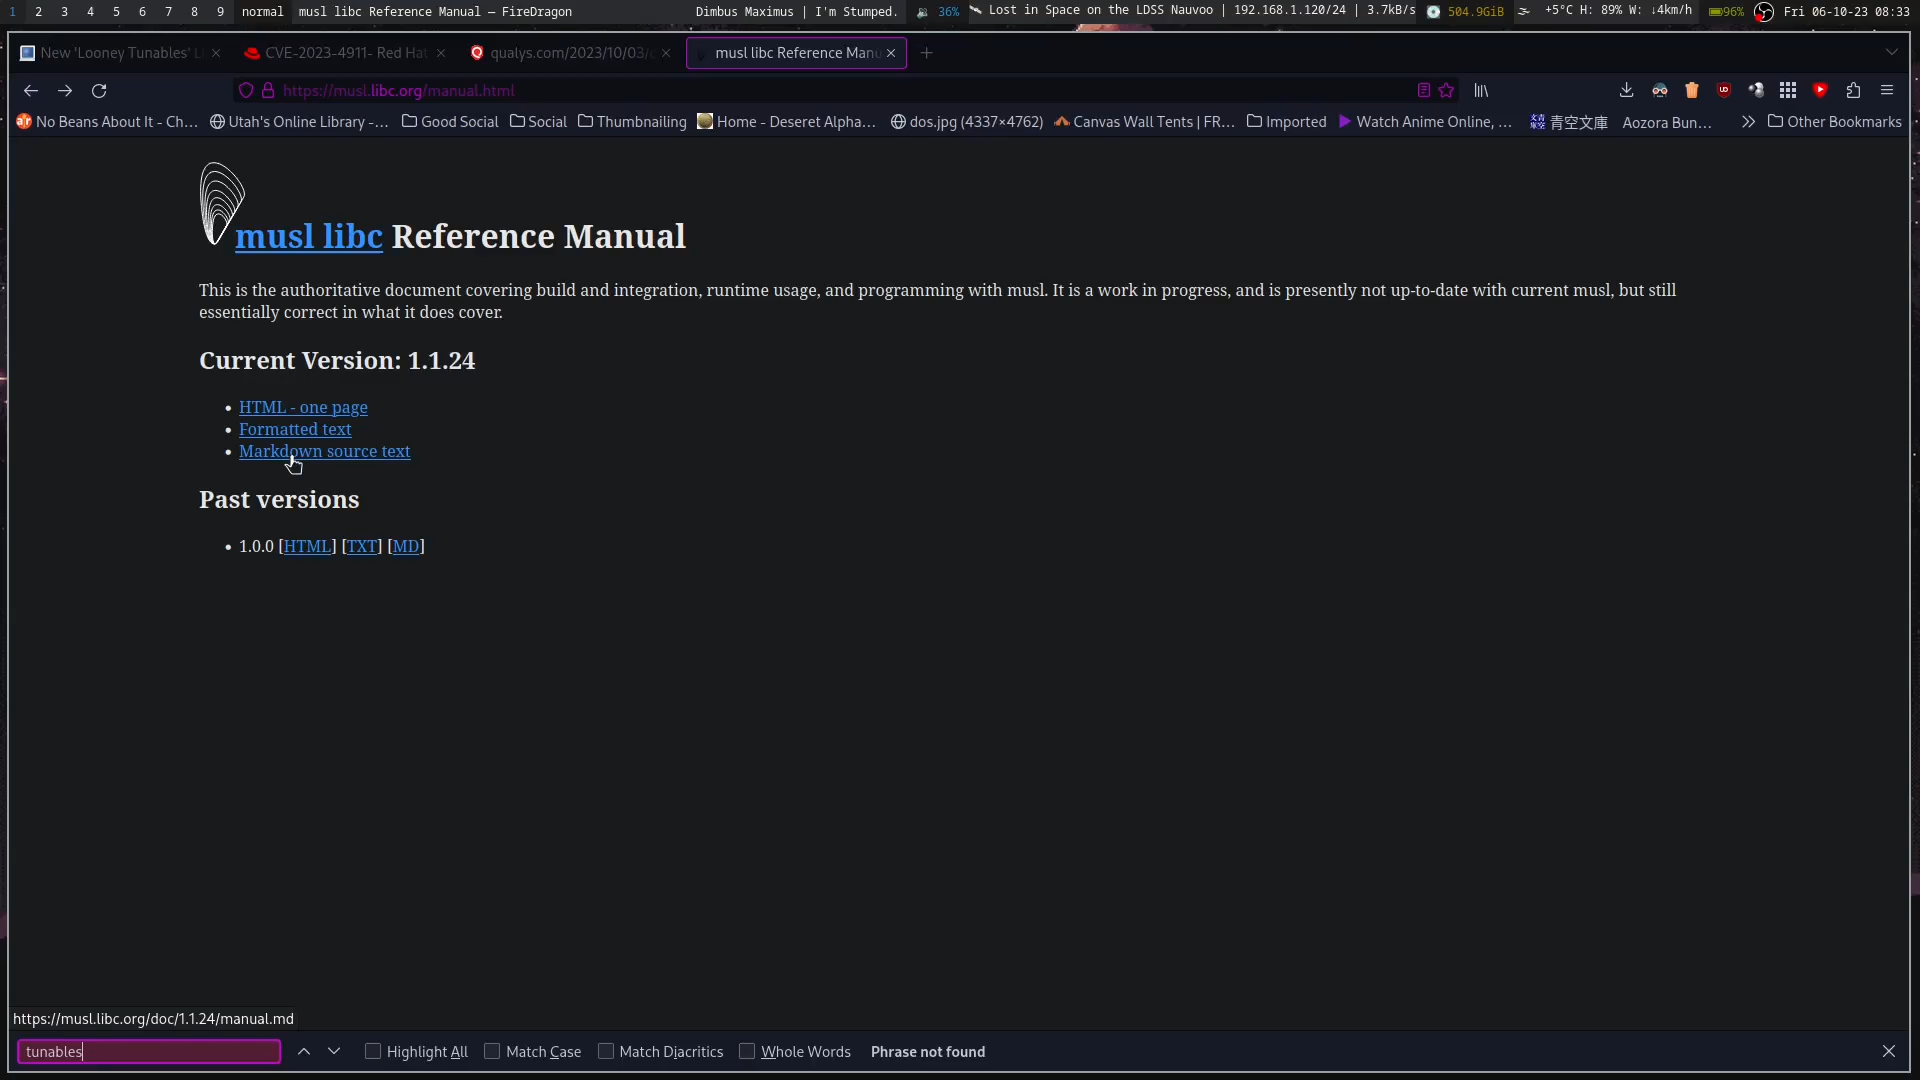 1 2 3 4 5 6 7 8 9 normal musl libc Reference Manual — FireDragon Dimbus Maximus | I'm Stumped. 36% Lost in Space on the LDSS Nauvoo | 192.168.1.120/24 | 3.7kB/s 504.9GiB +5°C H: 89% W: ↓4km/h 96% Fri 06-10-23 08:33
New 'Looney Tunables' L CVE-2023-4911- Red Hat qualys.com/2023/10/03/c musl libc Reference Manu
https://musl.libc.org/manual.html
No Beans About It - Ch... Utah's Online Library -... Good Social Social Thumbnailing Home - Deseret Alpha... dos.jpg (4337×4762) Canvas Wall Tents | FR... Imported Watch Anime Online, ... 青空文庫 Aozora Bun... Other Bookmarks
musl libc Reference Manual
This is the authoritative document covering build and integration, runtime usage, and programming with musl. It is a work in progress, and is presently not up-to-date with current musl, but still
essentially correct in what it does cover.
Current Version: 1.1.24
• HTML - one page
• Formatted text
• Markdown source text
Past versions
• 1.0.0 [HTML] [TXT] [MD]
https://musl.libc.org/doc/1.1.24/manual.md
tunables Highlight All Match Case Match Diacritics Whole Words Phrase not found